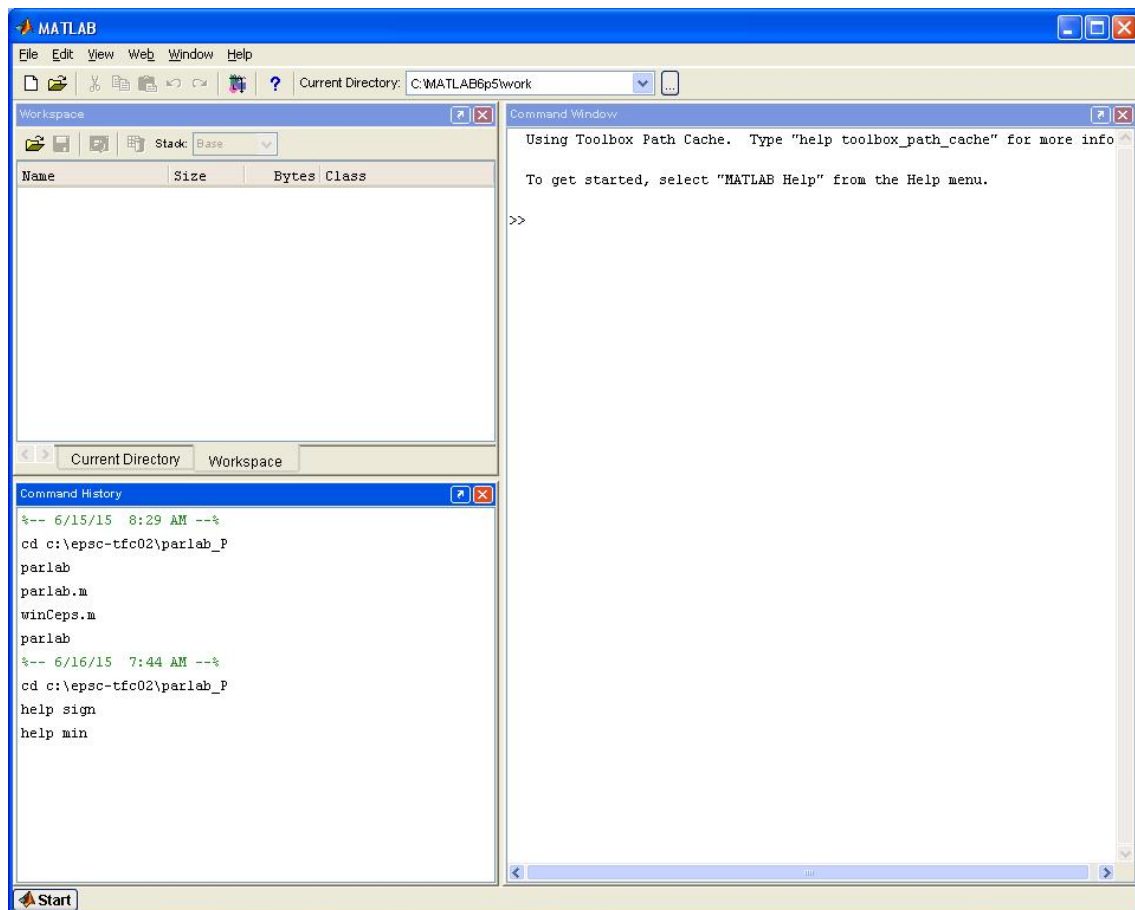 MATLAB
File Edit View Web Window Help
Current Directory: C:\MATLAB6p5\work ...
Workspace
Stack: Base
Name Size Bytes Class
Current Directory Workspace
Command History
%-- 6/15/15 8:29 AM --%
cd c:\epsc-tfc02\parlab_P
parlab
parlab.m
winCeps.m
parlab
%-- 6/16/15 7:44 AM --%
cd c:\epsc-tfc02\parlab_P
help sign
help min
Command Window
Using Toolbox Path Cache. Type "help toolbox_path_cache" for more info
To get started, select "MATLAB Help" from the Help menu.
>>
Start